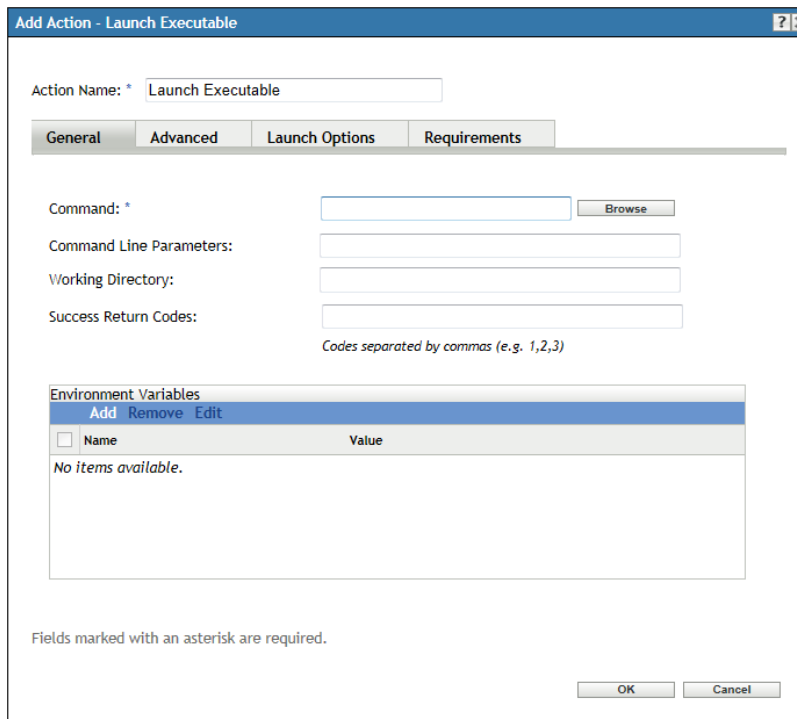 Add Action - Launch Executable ?
Action Name: * Launch Executable
General Advanced Launch Options Requirements
Command: * Browse
Command Line Parameters:
Working Directory:
Success Return Codes:
Codes separated by commas (e.g. 1,2,3)
Environment Variables
Add Remove Edit
Name Value
No items available.
Fields marked with an asterisk are required.
OK Cancel